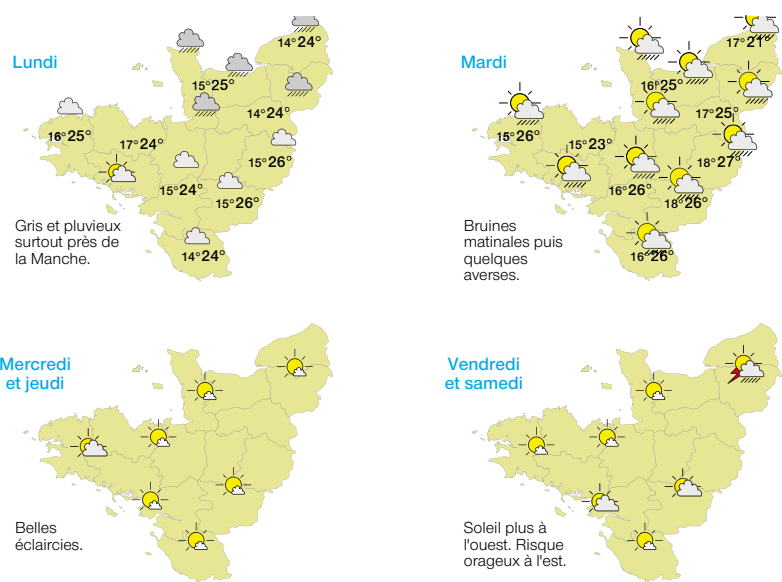 Lundi
14°24°
15°25°
14°24°
16°25°
17°24°
15°26°
15°24°
15°26°
14°24°
Gris et pluvieux
surtout près de
la Manche.
Mardi
17°21°
16°25°
17°25°
15°26°
15°23°
18°27°
16°26°
18°26°
16°26°
Bruines
matinales puis
quelques
averses.
Mercredi
et jeudi
Belles
éclaircies.
Vendredi
et samedi
Soleil plus à
l'ouest. Risque
orageux à l'est.